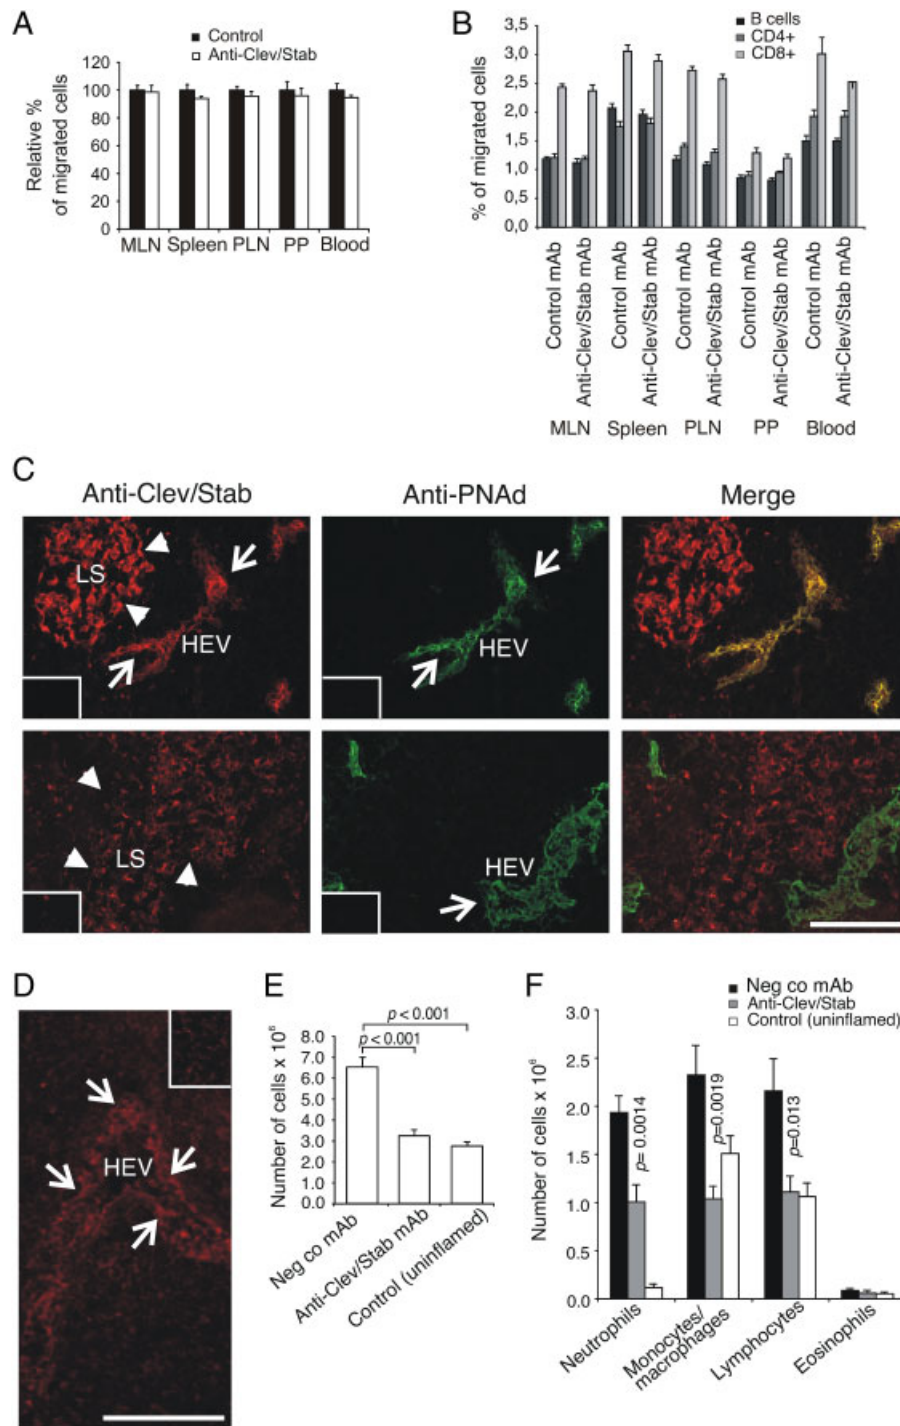 A
Control
Anti-Clev/Stab
120
100
80
60
40
20
0
Relative %
of migrated cells
MLN Spleen PLN PP Blood
B
B cells
CD4+
CD8+
3,5
3,0
2,5
2,0
1,5
1,0
0,5
0,0
% of migrated cells
Control mAb
Anti-Clev/Stab mAb
Control mAb
Anti-Clev/Stab mAb
Control mAb
Anti-Clev/Stab mAb
Control mAb
Anti-Clev/Stab mAb
Control mAb
Anti-Clev/Stab mAb
MLN Spleen PLN PP Blood
C
Anti-Clev/Stab Anti-PNAd Merge
LS
HEV
HEV
LS
HEV
D
HEV
E
p < 0.001
p < 0.001
8.0
7.0
6.0
5.0
4.0
3.0
2.0
1.0
0.0
Number of cells x 10⁶
Neg co mAb
Anti-Clev/Stab mAb
Control (uninflamed)
F
Neg co mAb
Anti-Clev/Stab
Control (uninflamed)
3.0
2.5
2.0
1.5
1.0
0.5
0.0
Number of cells x 10⁶
p= 0.0014
p=0.0019
p=0.013
Neutrophils
Monocytes/
macrophages
Lymphocytes
Eosinophils